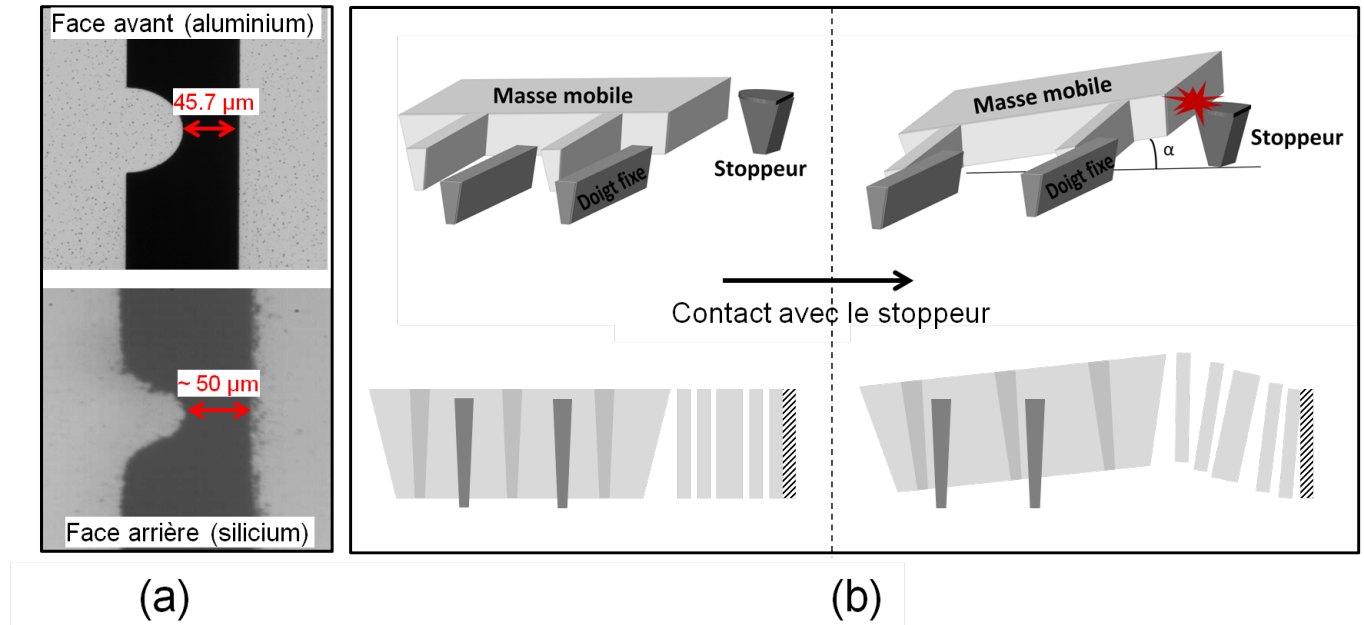 Face avant (aluminium)
45.7 µm
~ 50 µm
Face arrière (silicium)
Masse mobile
Doigt fixe
Stoppeur
Masse mobile
Doigt fixe
α
Stoppeur
Contact avec le stoppeur
(a)
(b)